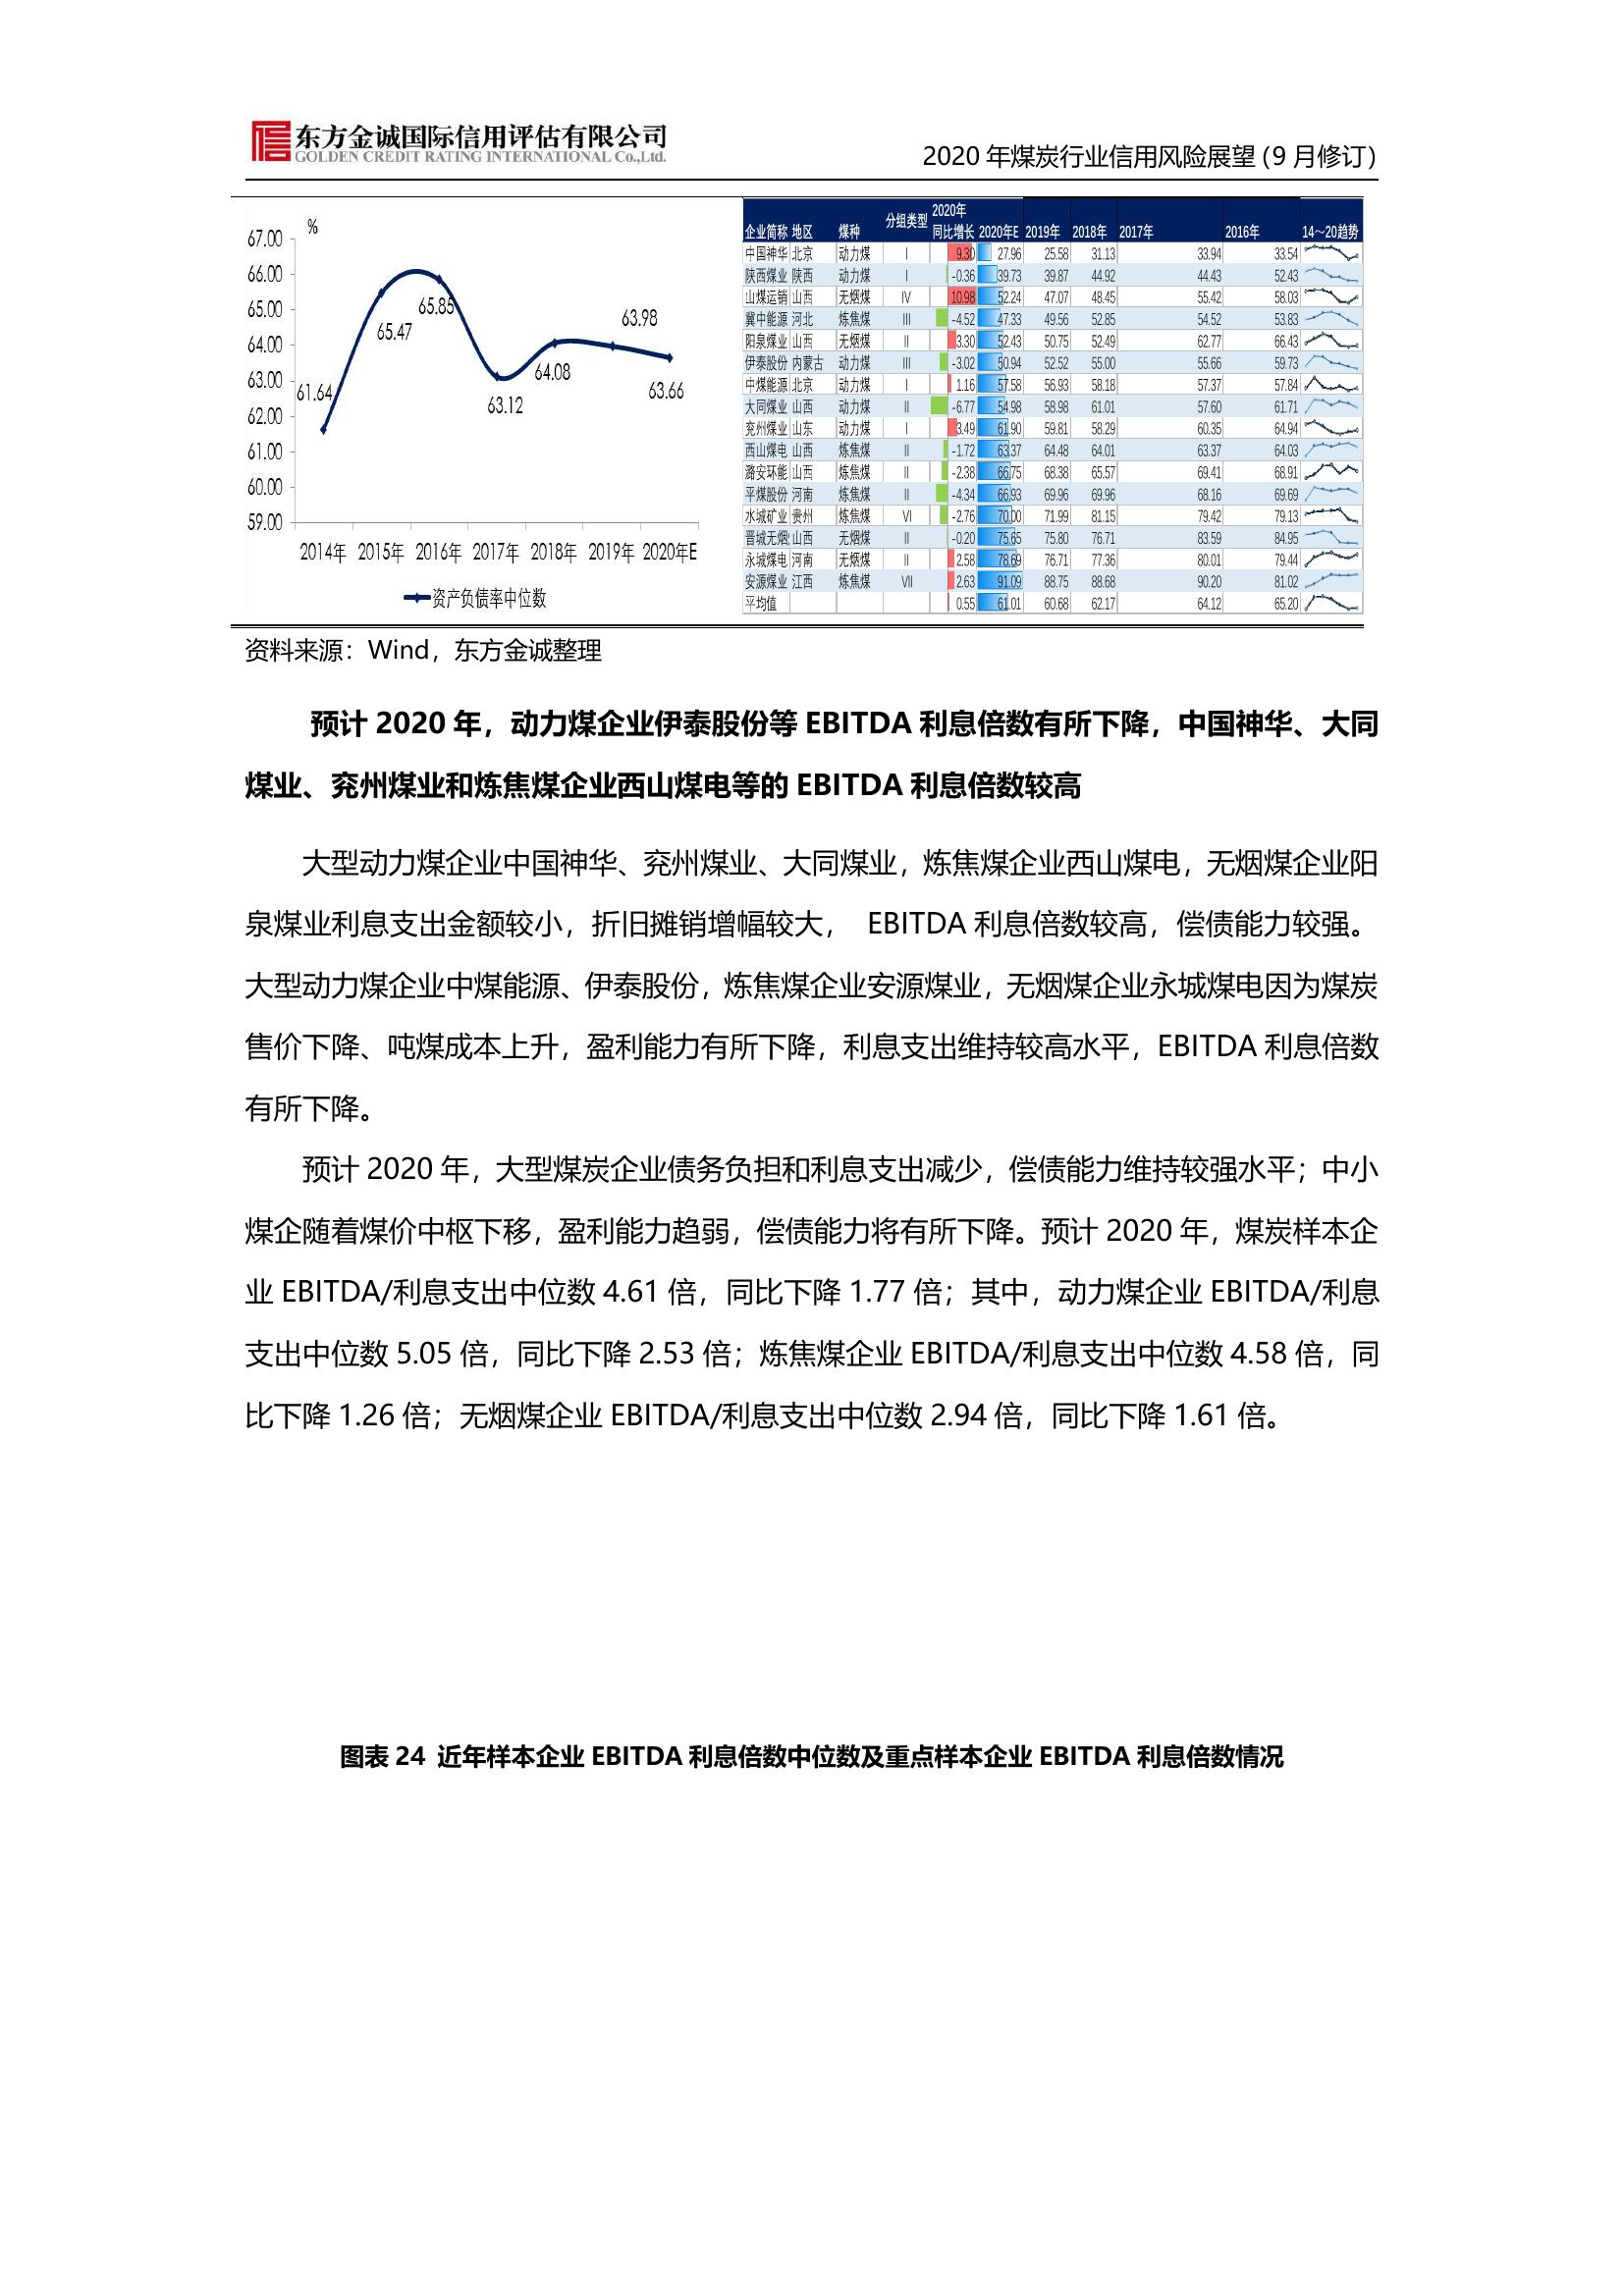 东方金诚国际信用评估有限公司
GOLDEN CREDIT RATING INTERNATIONAL Co.,Ltd.
2020 年煤炭行业信用风险展望(9 月修订)
%
67.00
66.00
65.00
64.00
63.00
62.00
61.00
60.00
59.00
61.64
65.47
65.85
63.12
64.08
63.98
63.66
2014年 2015年 2016年 2017年 2018年 2019年 2020年E
资产负债率中位数
企业简称 地区 煤种 分组类型 2020年同比增长 2020年E 2019年 2018年 2017年 2016年 14～20趋势
中国神华 北京 动力煤 I 9.30 27.96 25.58 31.13 33.94 33.54
陕西煤业 陕西 动力煤 I -0.36 39.73 39.87 44.92 44.43 52.43
山煤运销 山西 无烟煤 IV 10.98 52.24 47.07 48.45 55.42 58.03
冀中能源 河北 炼焦煤 III -4.52 47.33 49.56 52.85 54.52 53.83
阳泉煤业 山西 无烟煤 II 3.30 52.43 50.75 52.49 62.77 66.43
伊泰股份 内蒙古 动力煤 III -3.02 50.94 52.52 55.00 55.66 59.73
中煤能源 北京 动力煤 I 1.16 57.58 56.93 58.18 57.37 57.84
大同煤业 山西 动力煤 II -6.77 54.98 58.98 61.01 57.60 61.71
兖州煤业 山东 动力煤 I 3.49 61.90 59.81 58.29 60.35 64.94
西山煤电 山西 炼焦煤 II -1.72 63.37 64.48 64.01 63.37 64.03
潞安环能 山西 炼焦煤 II -2.38 66.75 68.38 65.57 69.41 68.91
平煤股份 河南 炼焦煤 II -4.34 66.93 69.96 69.96 68.16 69.69
水城矿业 贵州 炼焦煤 VI -2.76 70.00 71.99 81.15 79.42 79.13
晋城无烟 山西 无烟煤 II -0.20 75.65 75.80 76.71 83.59 84.95
永城煤电 河南 无烟煤 II 2.58 78.69 76.71 77.36 80.01 79.44
安源煤业 江西 炼焦煤 VII 2.63 91.09 88.75 88.68 90.20 81.02
平均值 0.55 61.01 60.68 62.17 64.12 65.20
资料来源：Wind，东方金诚整理
预计 2020 年，动力煤企业伊泰股份等 EBITDA 利息倍数有所下降，中国神华、大同
煤业、兖州煤业和炼焦煤企业西山煤电等的 EBITDA 利息倍数较高
大型动力煤企业中国神华、兖州煤业、大同煤业，炼焦煤企业西山煤电，无烟煤企业阳
泉煤业利息支出金额较小，折旧摊销增幅较大， EBITDA 利息倍数较高，偿债能力较强。
大型动力煤企业中煤能源、伊泰股份，炼焦煤企业安源煤业，无烟煤企业永城煤电因为煤炭
售价下降、吨煤成本上升，盈利能力有所下降，利息支出维持较高水平，EBITDA 利息倍数
有所下降。
预计 2020 年，大型煤炭企业债务负担和利息支出减少，偿债能力维持较强水平；中小
煤企随着煤价中枢下移，盈利能力趋弱，偿债能力将有所下降。预计 2020 年，煤炭样本企
业 EBITDA/利息支出中位数 4.61 倍，同比下降 1.77 倍；其中，动力煤企业 EBITDA/利息
支出中位数 5.05 倍，同比下降 2.53 倍；炼焦煤企业 EBITDA/利息支出中位数 4.58 倍，同
比下降 1.26 倍；无烟煤企业 EBITDA/利息支出中位数 2.94 倍，同比下降 1.61 倍。
图表 24 近年样本企业 EBITDA 利息倍数中位数及重点样本企业 EBITDA 利息倍数情况